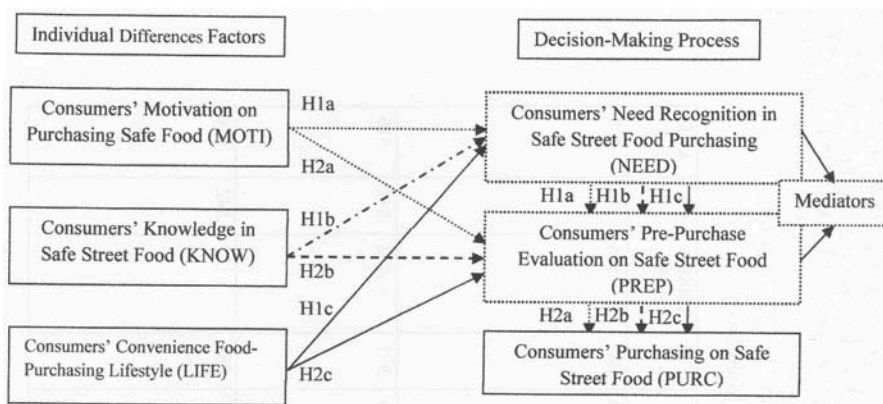 Individual Differences Factors
Decision-Making Process
Consumers' Motivation on
Purchasing Safe Food (MOTI)
Consumers' Knowledge in
Safe Street Food (KNOW)
Consumers' Convenience Food-
Purchasing Lifestyle (LIFE)
H1a
H2a
H1b
H2b
H1c
H2c
Consumers' Need Recognition in
Safe Street Food Purchasing
(NEED)
H1a H1b H1c
Mediators
Consumers' Pre-Purchase
Evaluation on Safe Street Food
(PREP)
H2a H2b H2c
Consumers' Purchasing on Safe
Street Food (PURC)